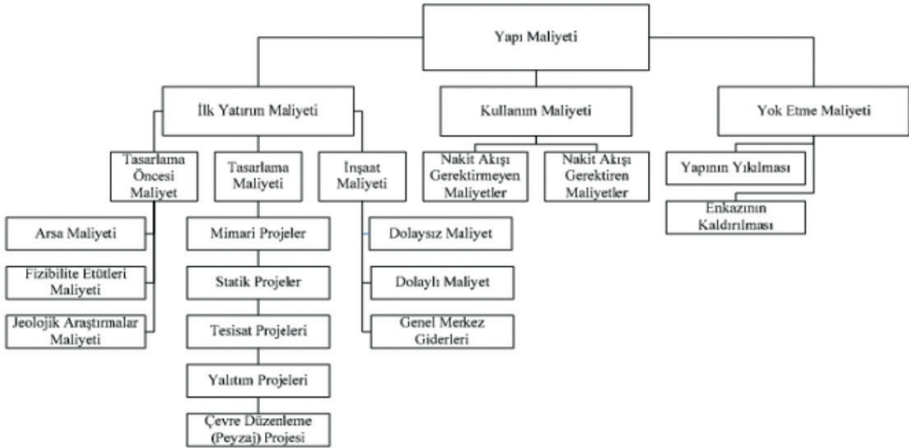 Yapı Maliyeti
İlk Yatırım Maliyeti
Kullanım Maliyeti
Yok Etme Maliyeti
Tasarlama
Öncesi
Maliyet
Tasarlama
Maliyeti
İnşaat
Maliyeti
Nakit Akışı
Gerektirmeyen
Maliyetler
Nakit Akışı
Gerektiren
Maliyetler
Yapının Yıkılması
Enkazının
Kaldırılması
Arsa Maliyeti
Fizibilite Etütleri
Maliyeti
Jeolojik Araştırmalar
Maliyeti
Mimari Projeler
Statik Projeler
Tesisat Projeleri
Yalıtım Projeleri
Çevre Düzenleme
(Peyzaj) Projesi
Dolaysız Maliyet
Dolaylı Maliyet
Genel Merkez
Giderleri